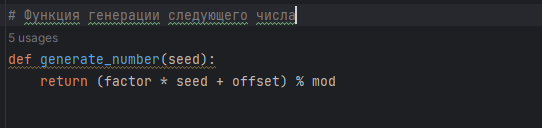 # Функция генерации следующего числа
5 usages
def generate_number(seed):
    return (factor * seed + offset) % mod